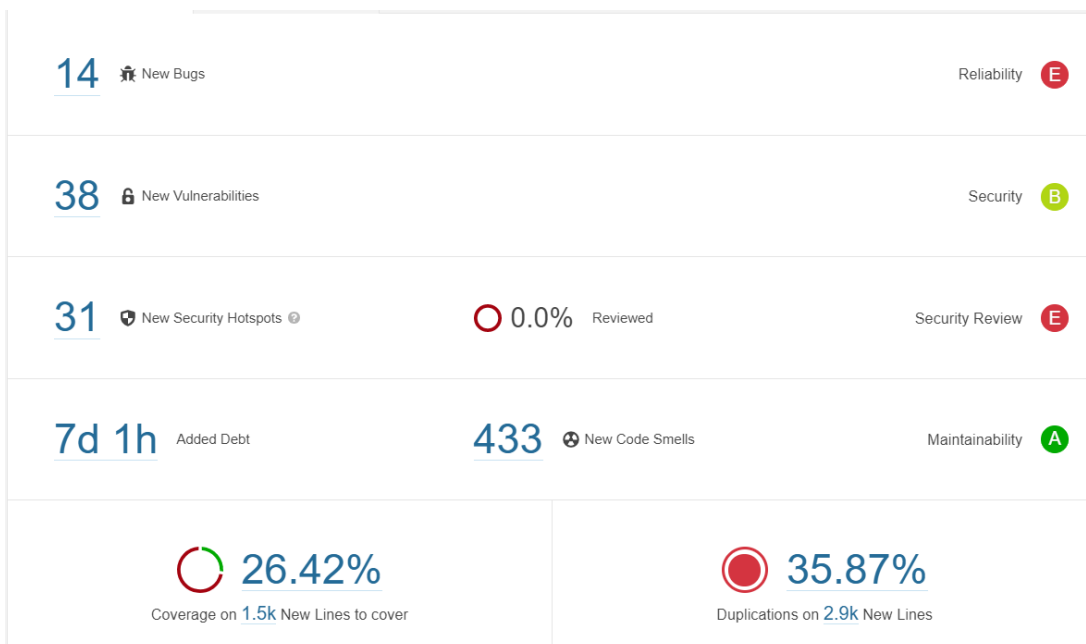 14 New Bugs Reliability E
38 New Vulnerabilities Security B
31 New Security Hotspots ? 0.0% Reviewed Security Review E
7d 1h Added Debt 433 New Code Smells Maintainability A
26.42%
Coverage on 1.5k New Lines to cover
35.87%
Duplications on 2.9k New Lines